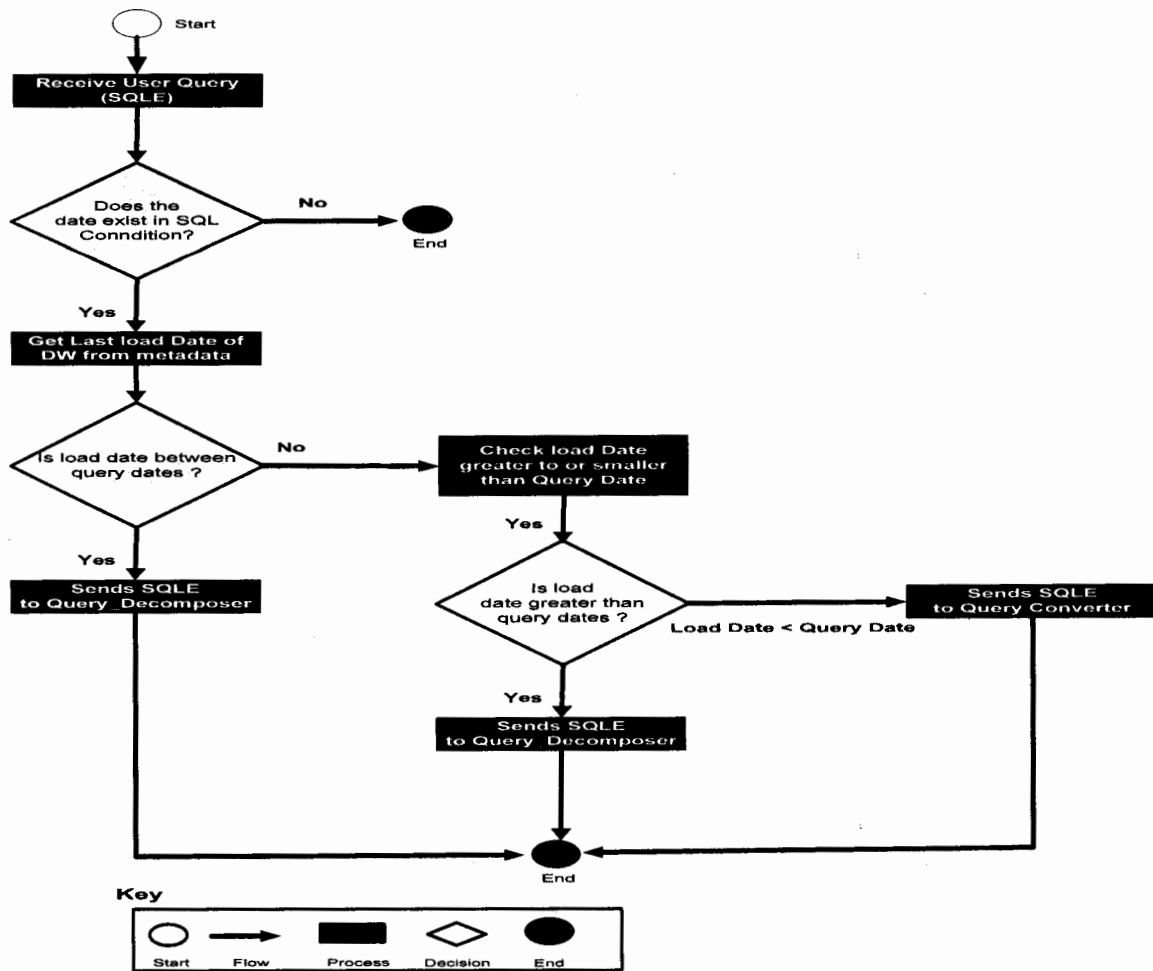 Start
Receive User Query
(SQLE)
Does the
date exist in SQL
Conndition?
No
End
Yes
Get Last load Date of
DW from metadata
Is load date between
query dates ?
No
Check load Date
greater to or smaller
than Query Date
Yes
Sends SQLE
to Query_Decomposer
Yes
Is load
date greater than
query dates ?
Load Date < Query Date
Sends SQLE
to Query Converter
Yes
Sends SQLE
to Query_Decomposer
End
Key
Start
Flow
Process
Decision
End